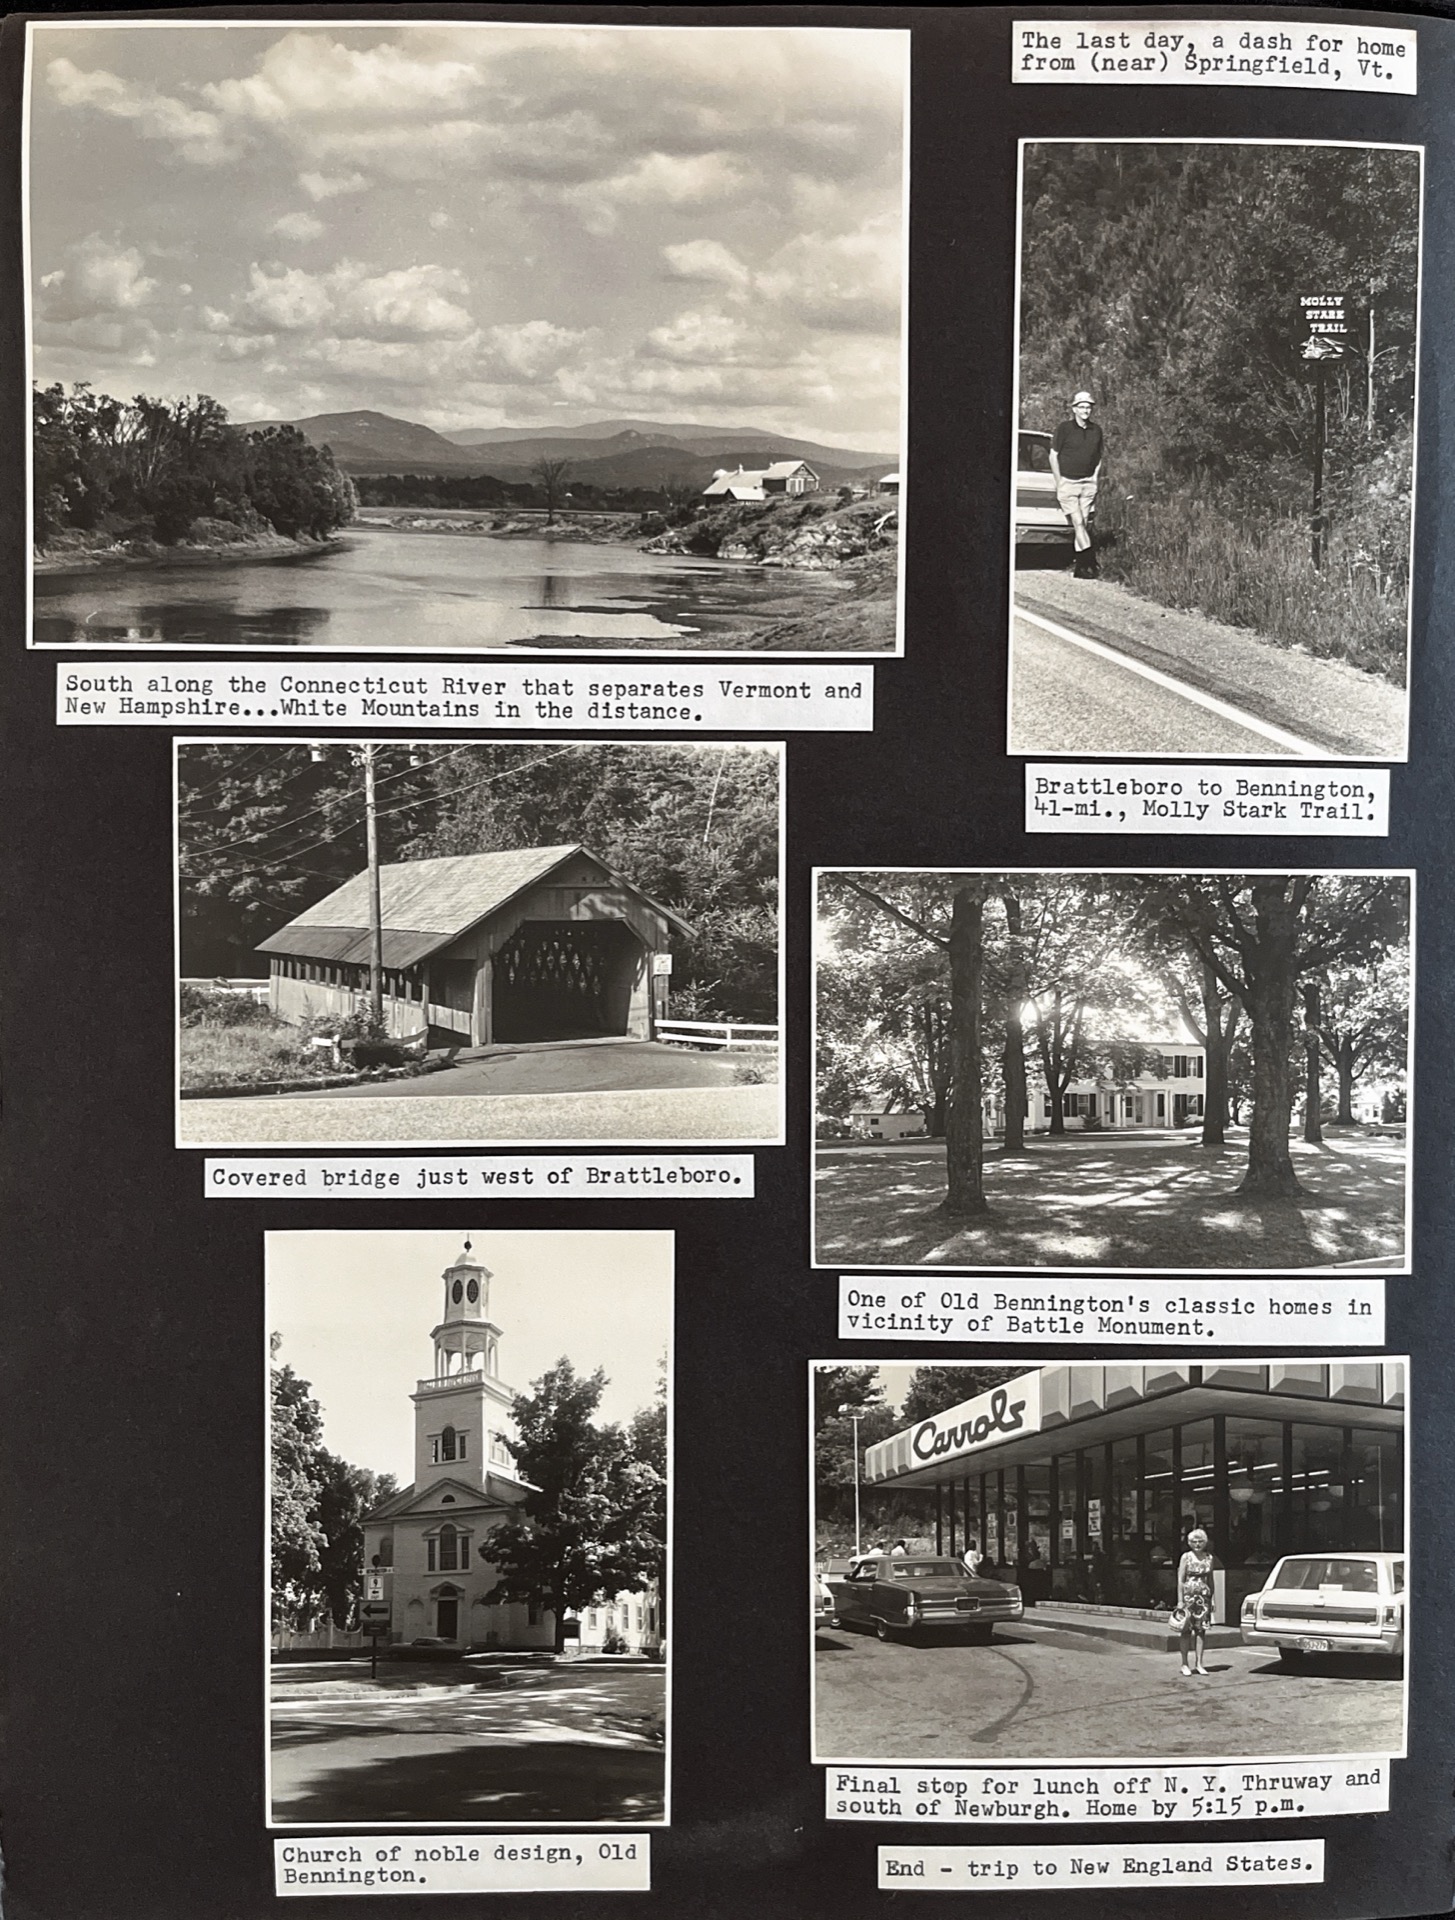 The last day, a dash for home
from (near) Springfield, Vt.
MOLLY
STARK
TRAIL
South along the Connecticut River that separates Vermont and
New Hampshire...White Mountains in the distance.
Brattleboro to Bennington,
41-mi., Molly Stark Trail.
Covered bridge just west of Brattleboro.
One of Old Bennington's classic homes in
vicinity of Battle Monument.
9
Carrols
Final stop for lunch off N. Y. Thruway and
south of Newburgh. Home by 5:15 p.m.
Church of noble design, Old
Bennington.
End - trip to New England States.